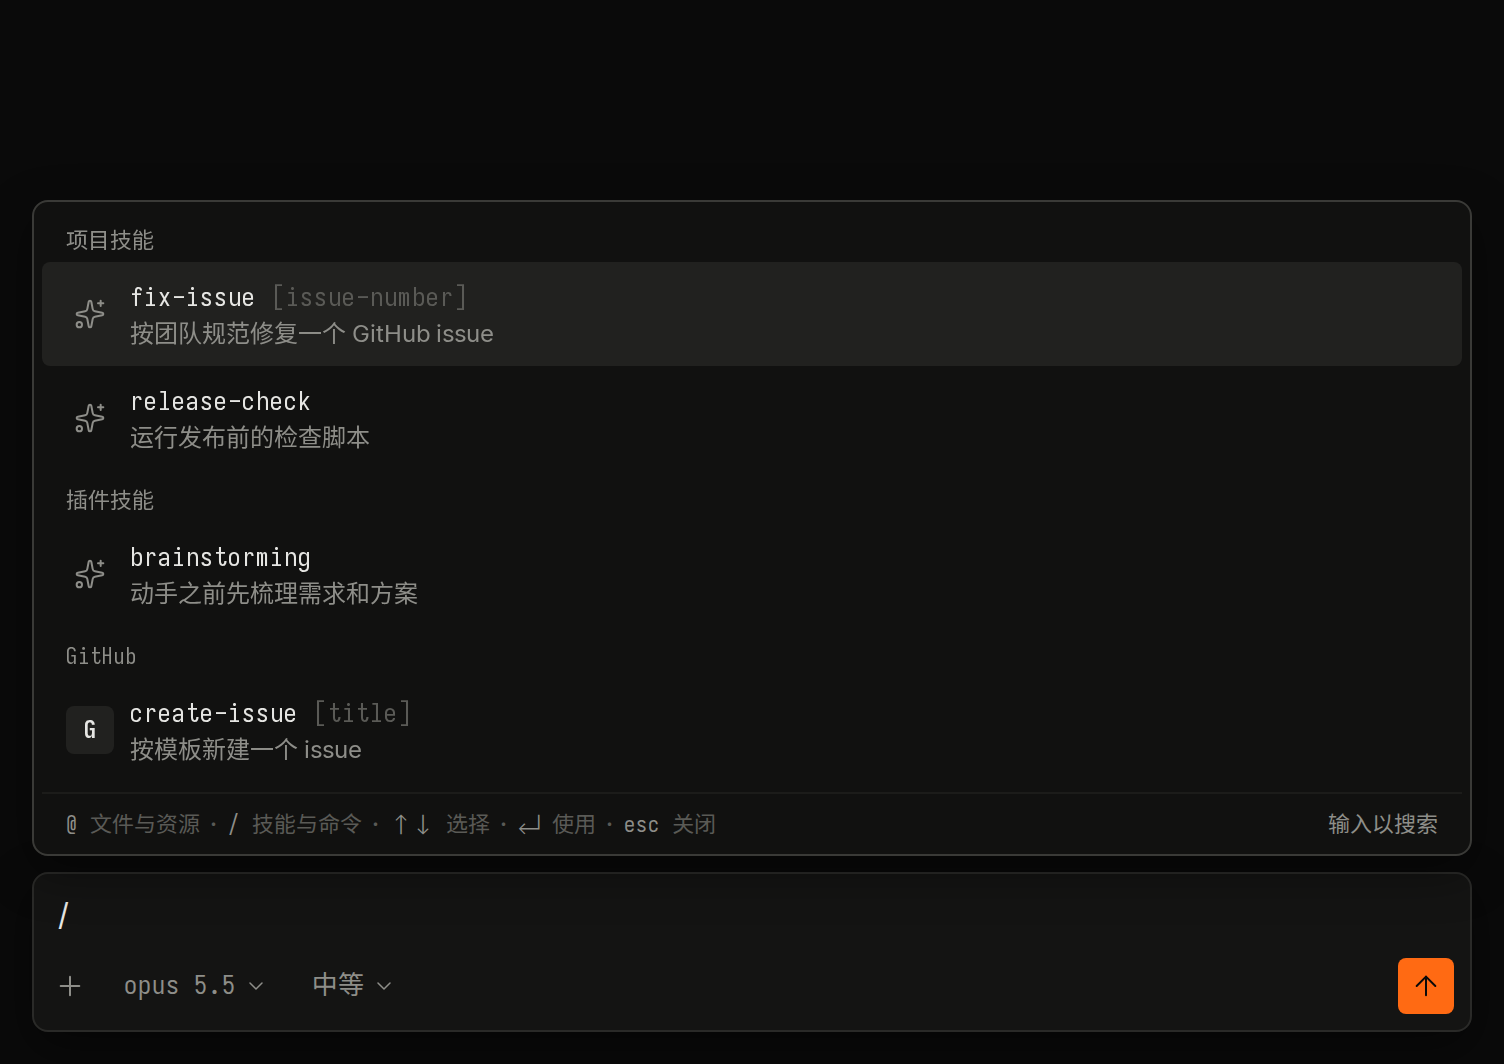 项目技能
fix-issue [issue-number]
按团队规范修复一个 GitHub issue
release-check
运行发布前的检查脚本
插件技能
brainstorming
动手之前先梳理需求和方案
GitHub
G
create-issue [title]
按模板新建一个 issue
@ 文件与资源 · / 技能与命令 · ↑↓ 选择 · ↵ 使用 · esc 关闭 输入以搜索
/
opus 5.5 中等